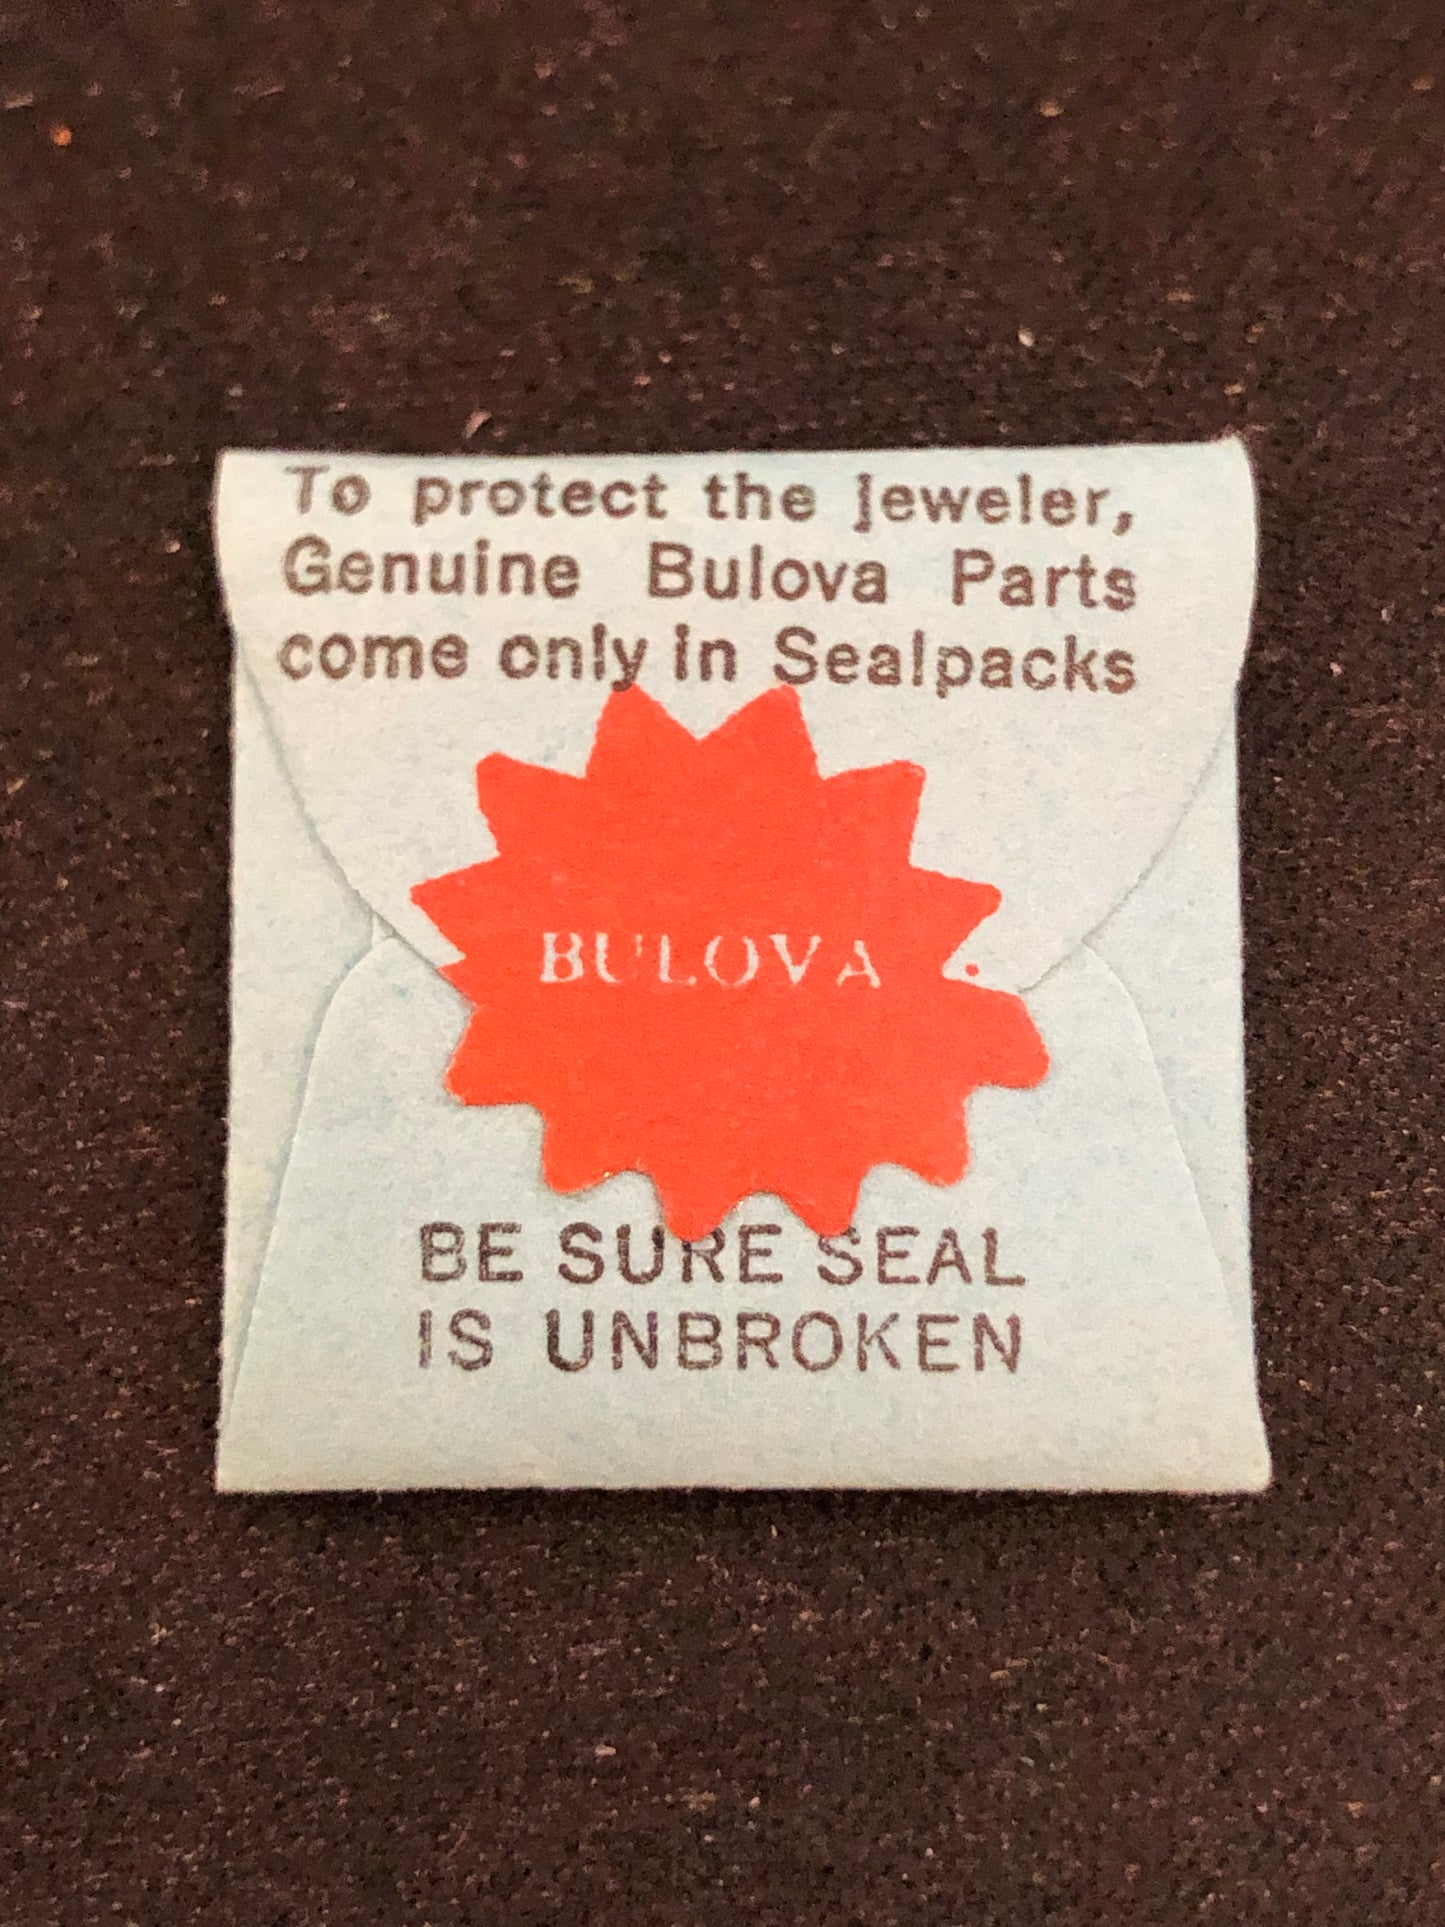 To protect the jeweler,
Genuine Bulova Parts
come only in Sealpacks
BULOVA
BE SURE SEAL
IS UNBROKEN